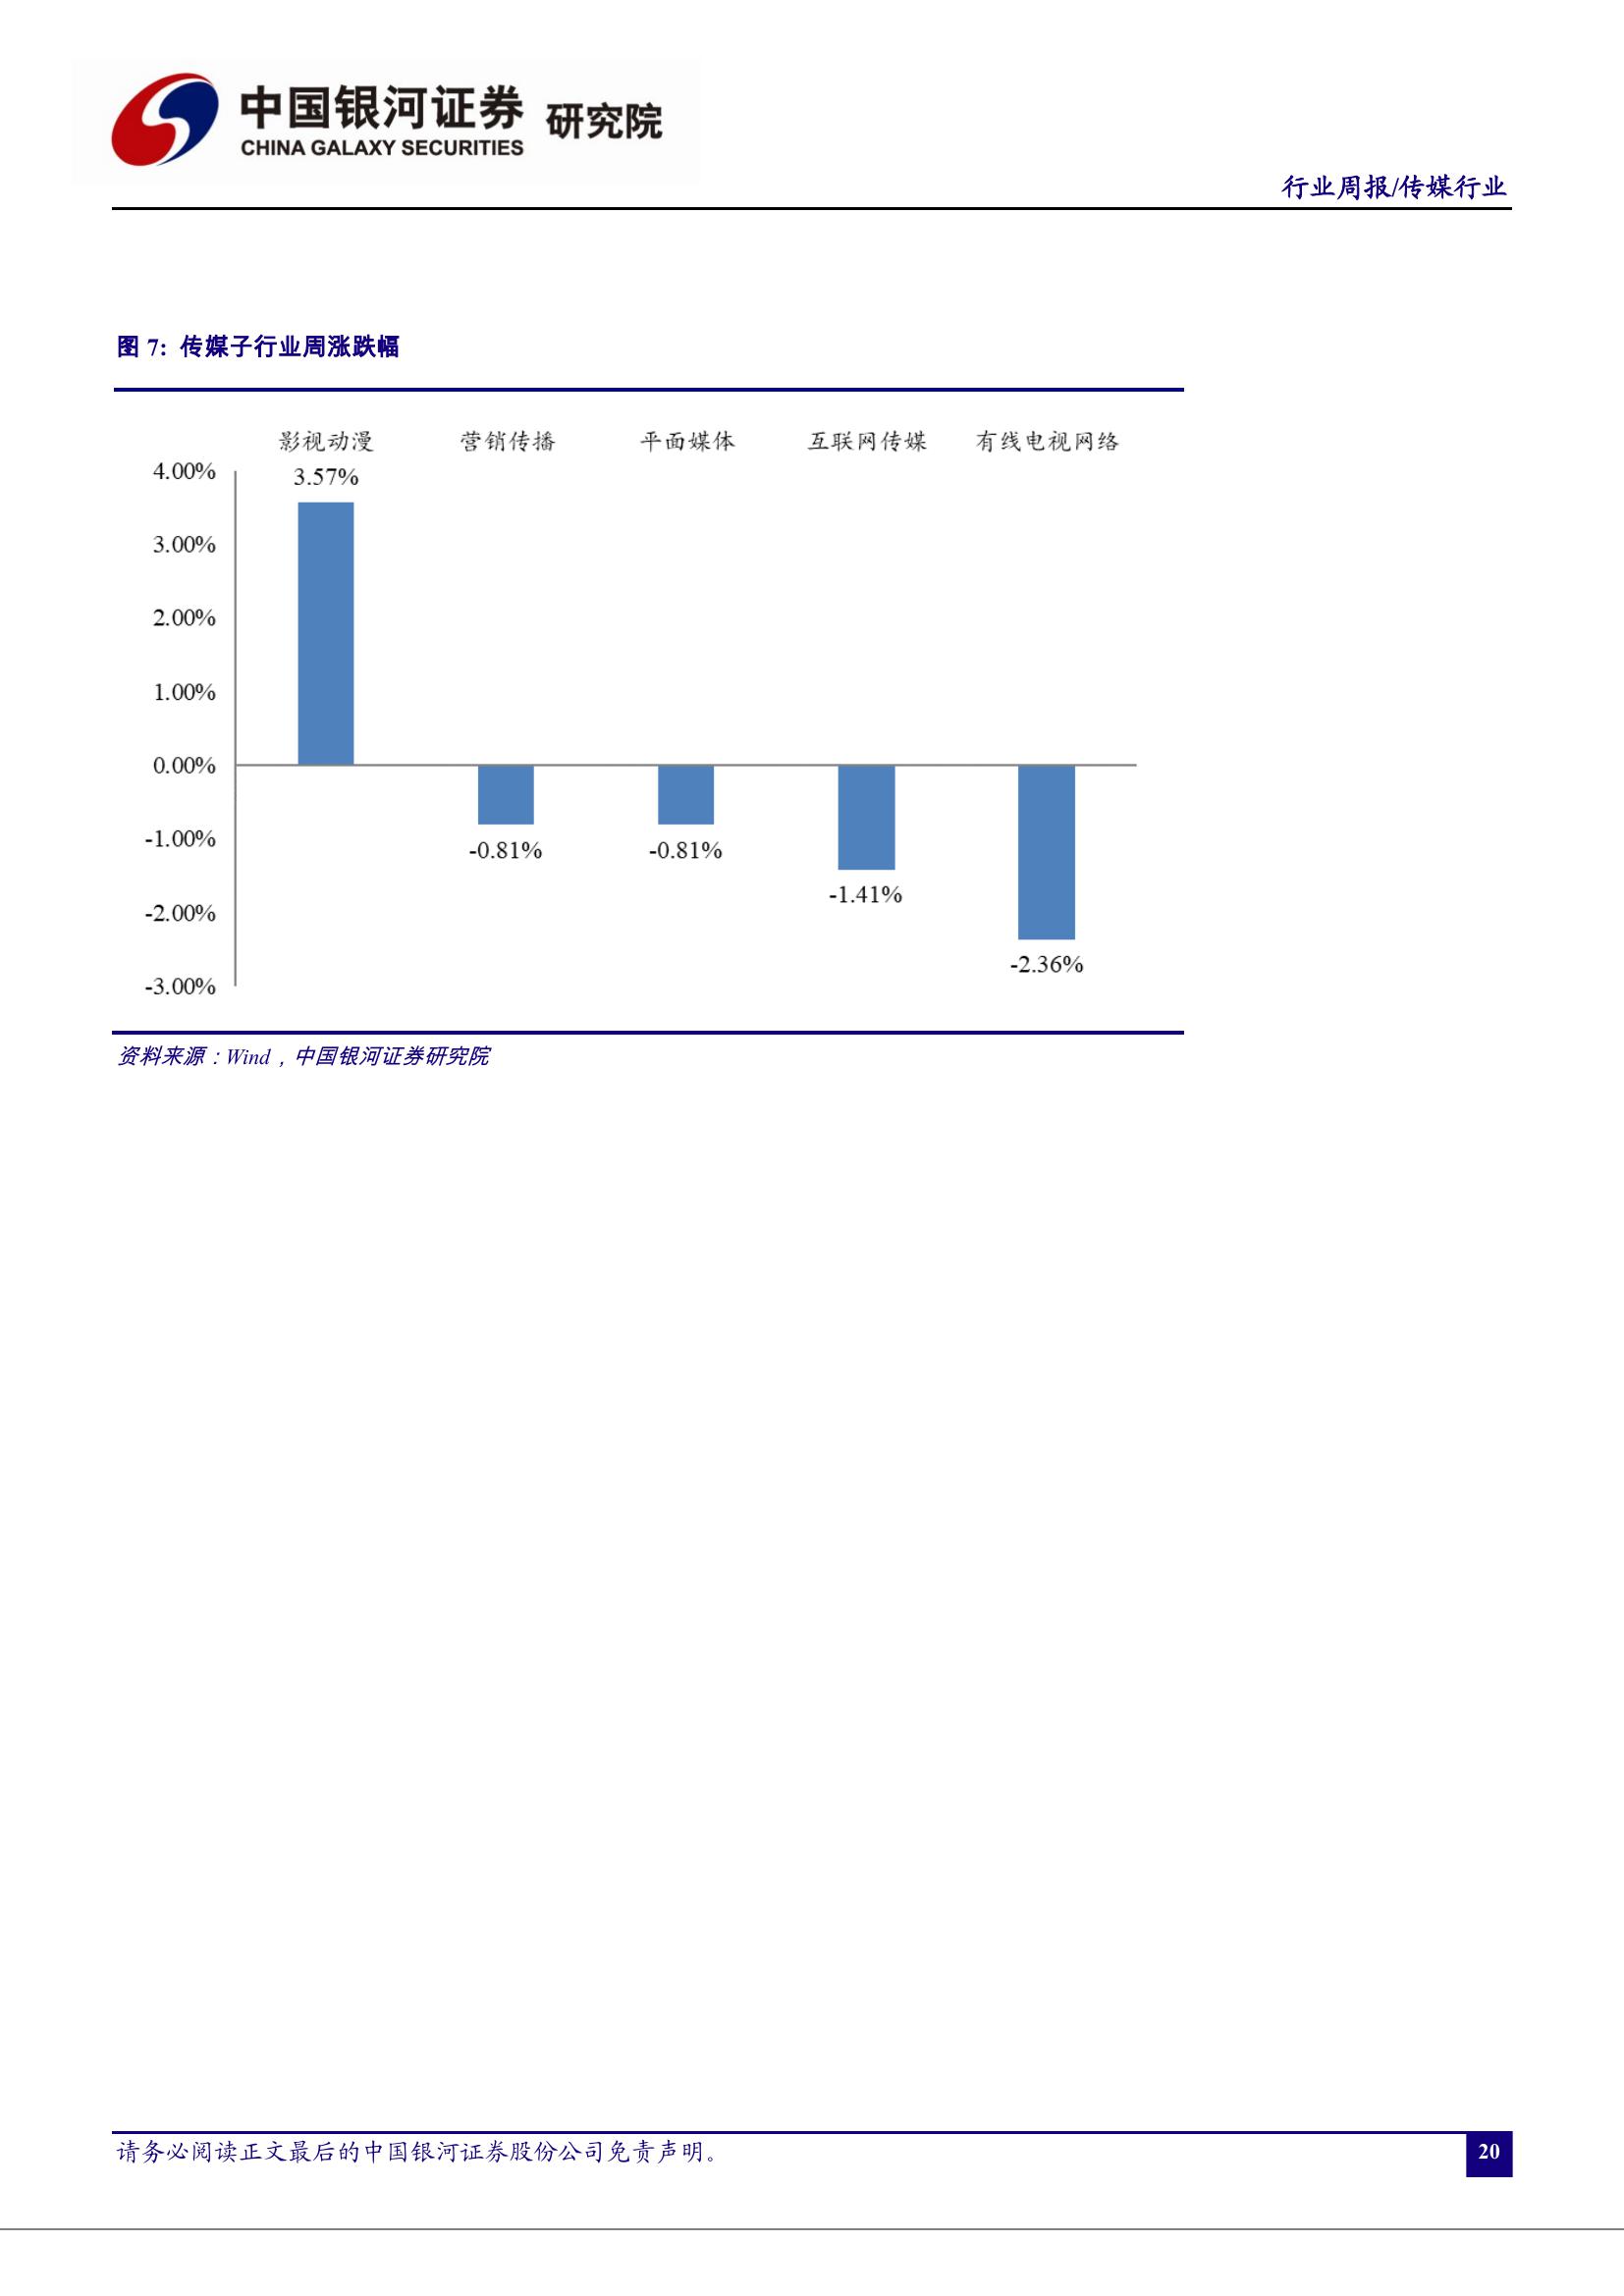 中国银河证券 研究院
CHINA GALAXY SECURITIES
行业周报/传媒行业
图 7: 传媒子行业周涨跌幅
影视动漫 营销传播 平面媒体 互联网传媒 有线电视网络
4.00%
3.57%
3.00%
2.00%
1.00%
0.00%
-1.00%
-0.81% -0.81%
-1.41%
-2.00%
-2.36%
-3.00%
资料来源：Wind，中国银河证券研究院
请务必阅读正文最后的中国银河证券股份公司免责声明。
20